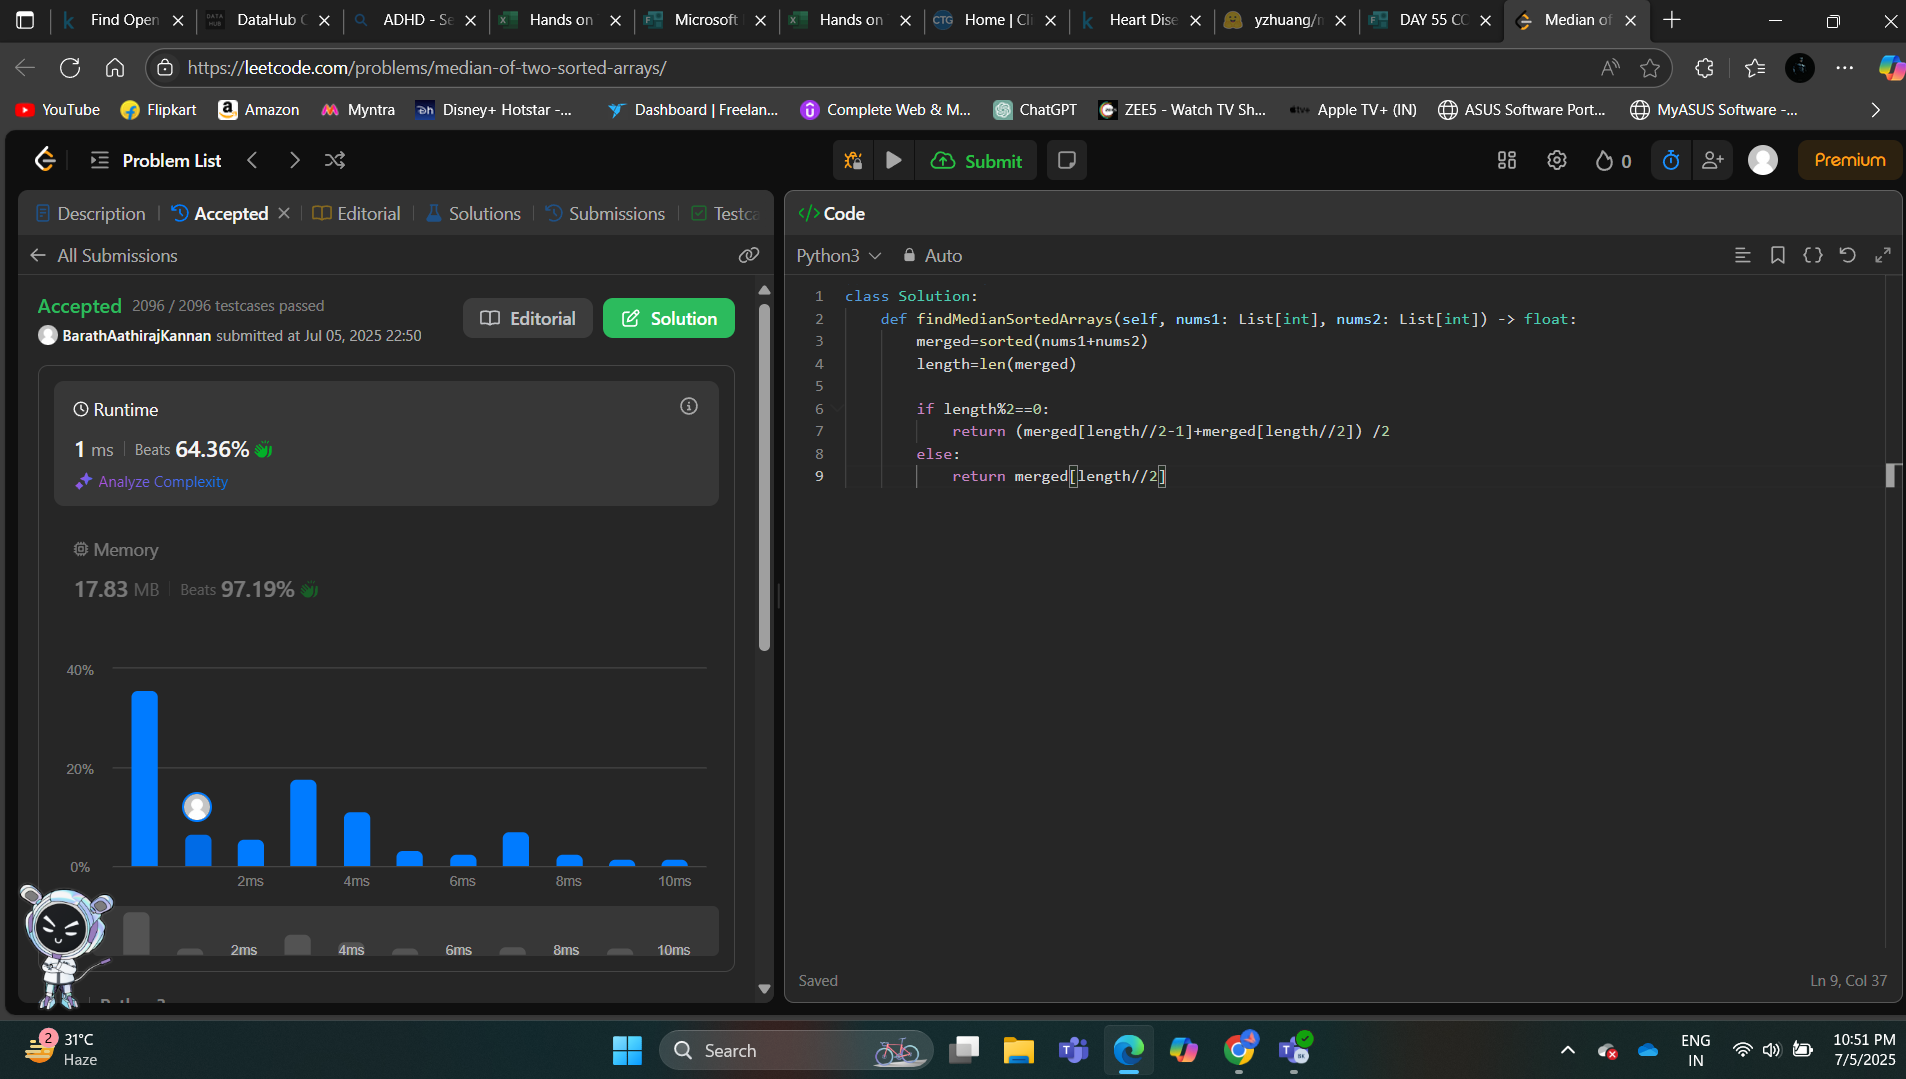 Find Open
DATA HUB
DataHub C
ADHD - Se
Hands on
Microsoft
Hands on
CTG
Home | Cli
Heart Dise
yzhuang/m
DAY 55 CO
Median of
https://leetcode.com/problems/median-of-two-sorted-arrays/
YouTube
Flipkart
Amazon
Myntra
Disney+ Hotstar -...
Dashboard | Freelan...
Complete Web & M...
ChatGPT
ZEE5 - Watch TV Sh...
Apple TV+ (IN)
ASUS Software Port...
MyASUS Software -...
Problem List
Submit
0
Premium
Description
Accepted
Editorial
Solutions
Submissions
Testca
All Submissions
Accepted 2096 / 2096 testcases passed
BarathAathirajKannan submitted at Jul 05, 2025 22:50
Editorial
Solution
Runtime
1 ms
Beats 64.36%
Analyze Complexity
Memory
17.83 MB
Beats 97.19%
40%
20%
0%
2ms 4ms 6ms 8ms 10ms
2ms 4ms 6ms 8ms 10ms
</> Code
Python3
Auto
1 class Solution:
2 def findMedianSortedArrays(self, nums1: List[int], nums2: List[int]) -> float:
3 merged=sorted(nums1+nums2)
4 length=len(merged)
5
6 if length%2==0:
7 return (merged[length//2-1]+merged[length//2]) /2
8 else:
9 return merged[length//2]
Saved
Ln 9, Col 37
2
31°C
Haze
Search
ENG
IN
10:51 PM
7/5/2025